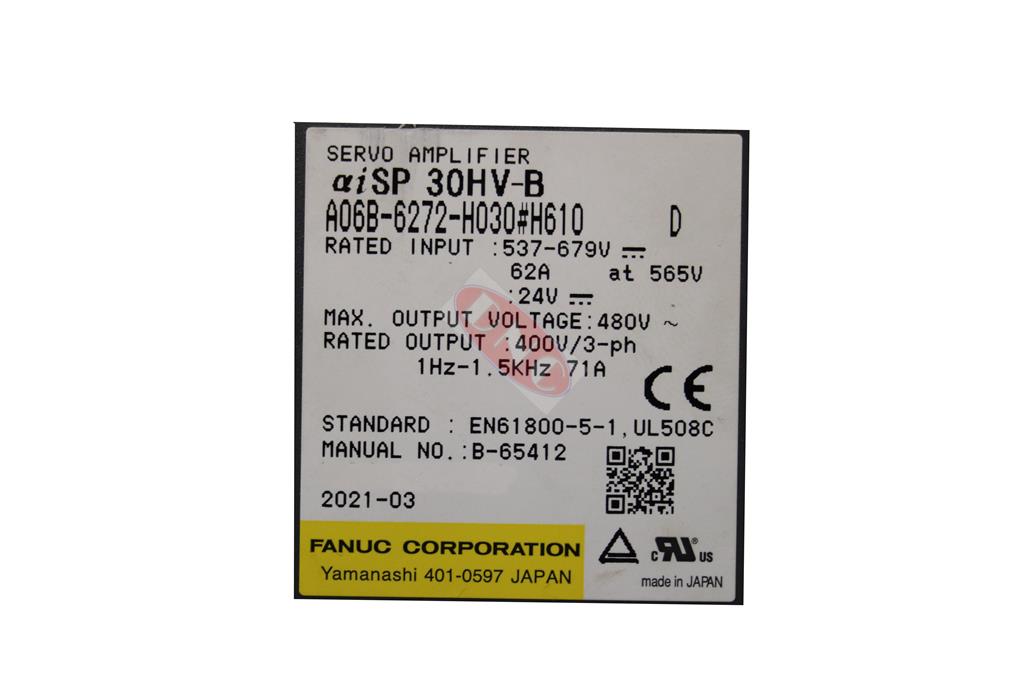 SERVO AMPLIFIER
αiSP 30HV-B
A06B-6272-H030#H610 D
RATED INPUT :537-679V ⎓
62A at 565V
:24V ⎓
MAX. OUTPUT VOLTAGE:480V ~
RATED OUTPUT :400V/3-ph
1Hz-1.5KHz 71A
CE
STANDARD : EN61800-5-1,UL508C
MANUAL NO.:B-65412
2021-03
FANUC CORPORATION
Yamanashi 401-0597 JAPAN
c RU ® US
made in JAPAN
DNC